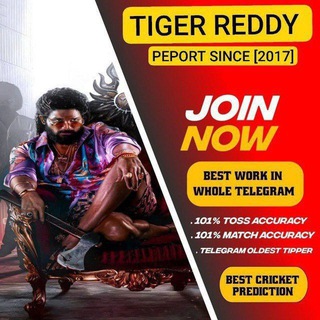 TIGER REDDY
PEPORT SINCE [2017]
JOIN
NOW
BEST WORK IN
WHOLE TELEGRAM
. 101% TOSS ACCURACY
. 101% MATCH ACCURACY
. TELEGRAM OLDEST TIPPER
BEST CRICKET
PREDICTION